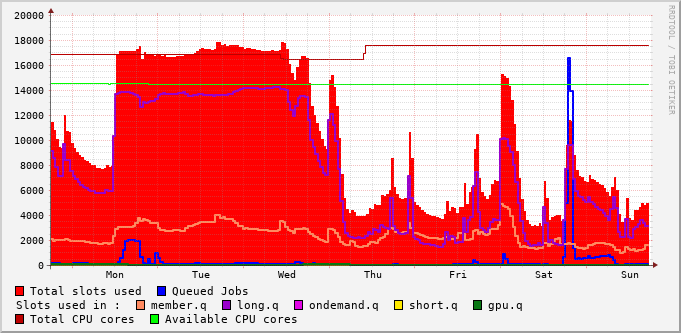 RRDTOOL / TOBI OETIKER
20000
18000
16000
14000
12000
10000
8000
6000
4000
2000
0
Mon Tue Wed Thu Fri Sat Sun
Total slots used Queued Jobs
Slots used in : member.q long.q ondemand.q short.q gpu.q
Total CPU cores Available CPU cores